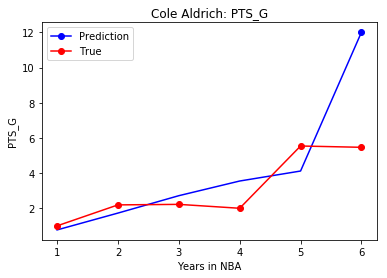 Cole Aldrich: PTS_G
Prediction
True
12
10
8
6
4
2
PTS_G
1 2 3 4 5 6
Years in NBA